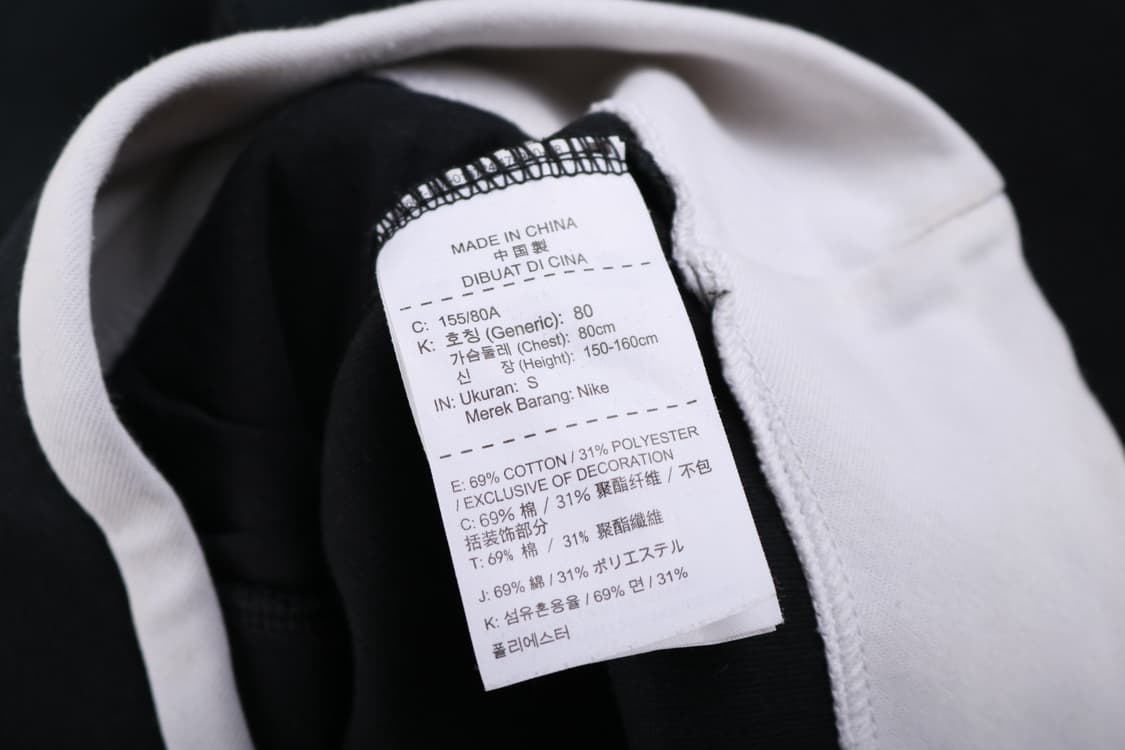 MADE IN CHINA
中国製
DIBUAT DI CINA
C: 155/80A
K: 호칭 (Generic): 80
가슴둘레 (Chest): 80cm
신 장 (Height): 150-160cm
IN: Ukuran: S
Merek Barang: Nike
E: 69% COTTON / 31% POLYESTER
/ EXCLUSIVE OF DECORATION
C: 69% 棉 / 31% 聚酯纤维 / 不包
括装饰部分
T: 69% 棉 / 31% 聚酯纖維
J: 69% 綿 / 31% ポリエステル
K: 섬유혼용율 / 69% 면 / 31%
폴리에스터